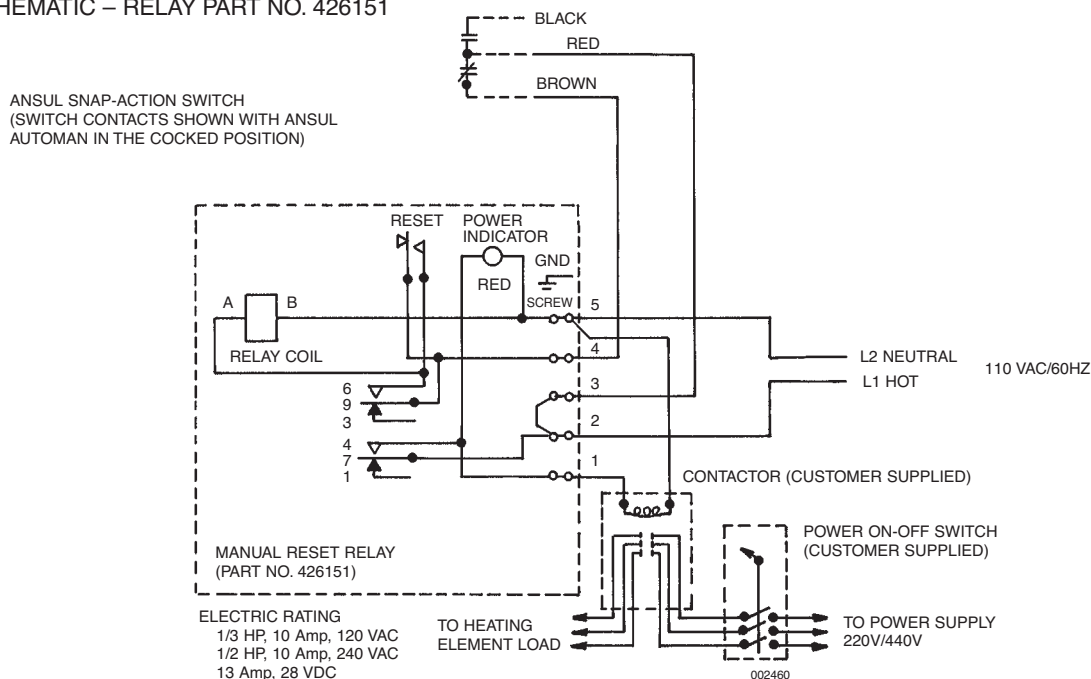 HEMATIC – RELAY PART NO. 426151
BLACK
RED
BROWN
ANSUL SNAP-ACTION SWITCH
(SWITCH CONTACTS SHOWN WITH ANSUL
AUTOMAN IN THE COCKED POSITION)
RESET
POWER
INDICATOR
RED
GND
SCREW
5
A
B
RELAY COIL
4
L2 NEUTRAL
L1 HOT
110 VAC/60HZ
6
9
3
3
2
4
7
1
1
CONTACTOR (CUSTOMER SUPPLIED)
POWER ON-OFF SWITCH
(CUSTOMER SUPPLIED)
MANUAL RESET RELAY
(PART NO. 426151)
ELECTRIC RATING
1/3 HP, 10 Amp, 120 VAC
1/2 HP, 10 Amp, 240 VAC
13 Amp, 28 VDC
TO HEATING
ELEMENT LOAD
TO POWER SUPPLY
220V/440V
002460